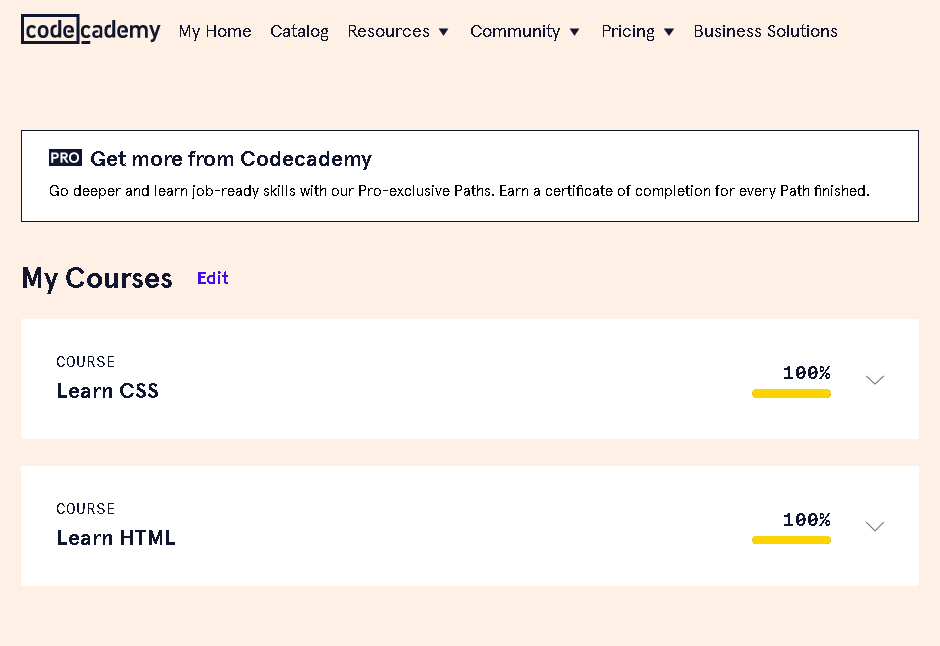 codecademy My Home Catalog Resources Community Pricing Business Solutions
PRO Get more from Codecademy
Go deeper and learn job-ready skills with our Pro-exclusive Paths. Earn a certificate of completion for every Path finished.
My Courses Edit
COURSE
Learn CSS
100%
COURSE
Learn HTML
100%